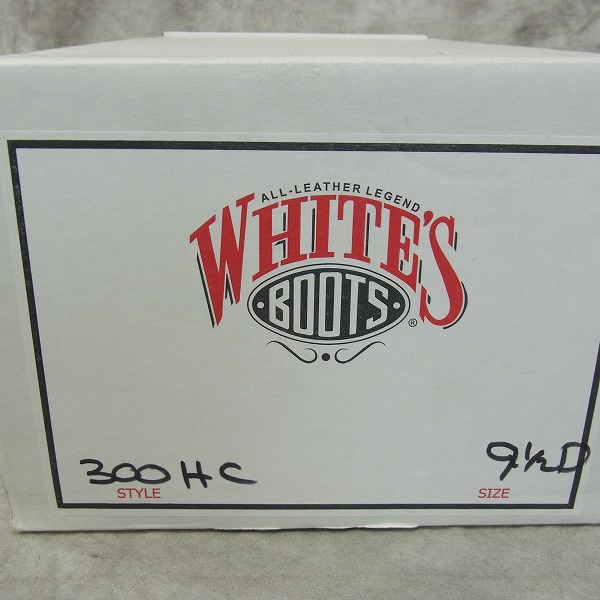 ALL-LEATHER LEGEND
WHITE'S
·BOOTS·®
300 HC 9½D
STYLE SIZE